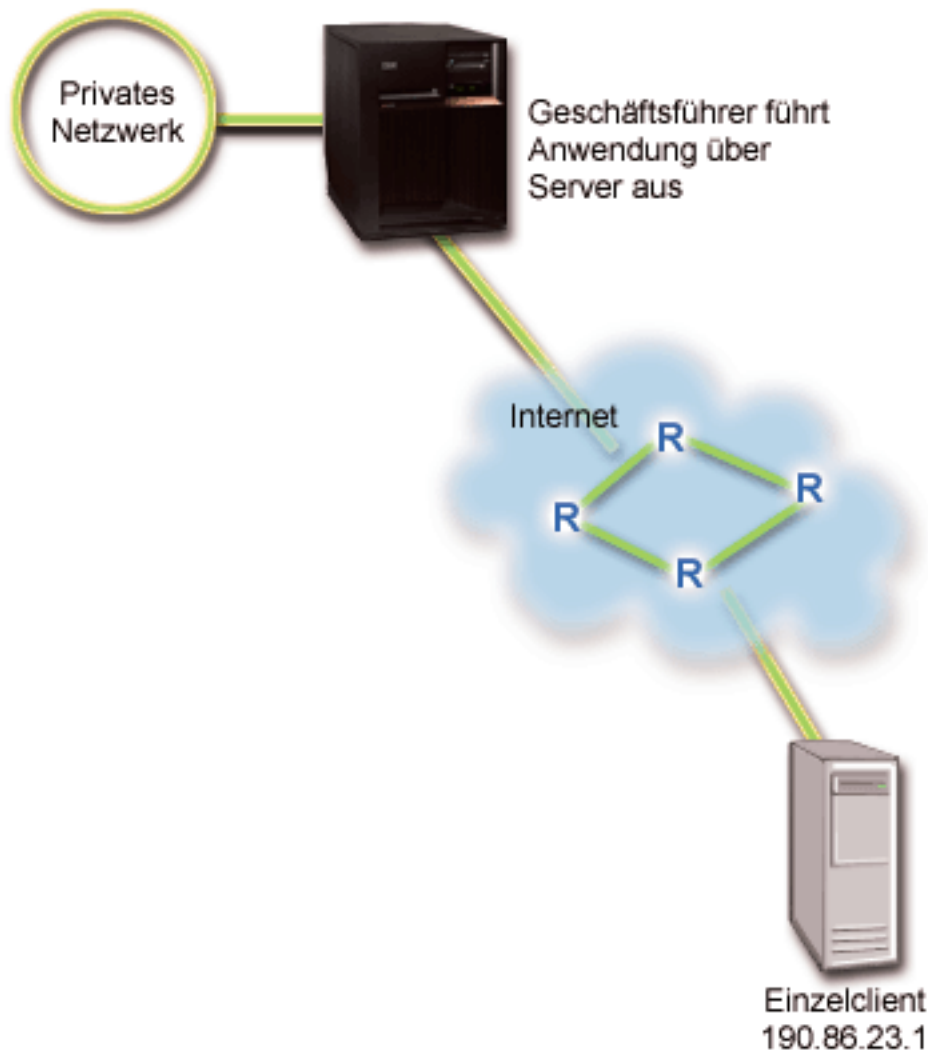 Privates
Netzwerk
Geschäftsführer führt
Anwendung über
Server aus
Internet
R
R
R
R
Einzelclient
190.86.23.1